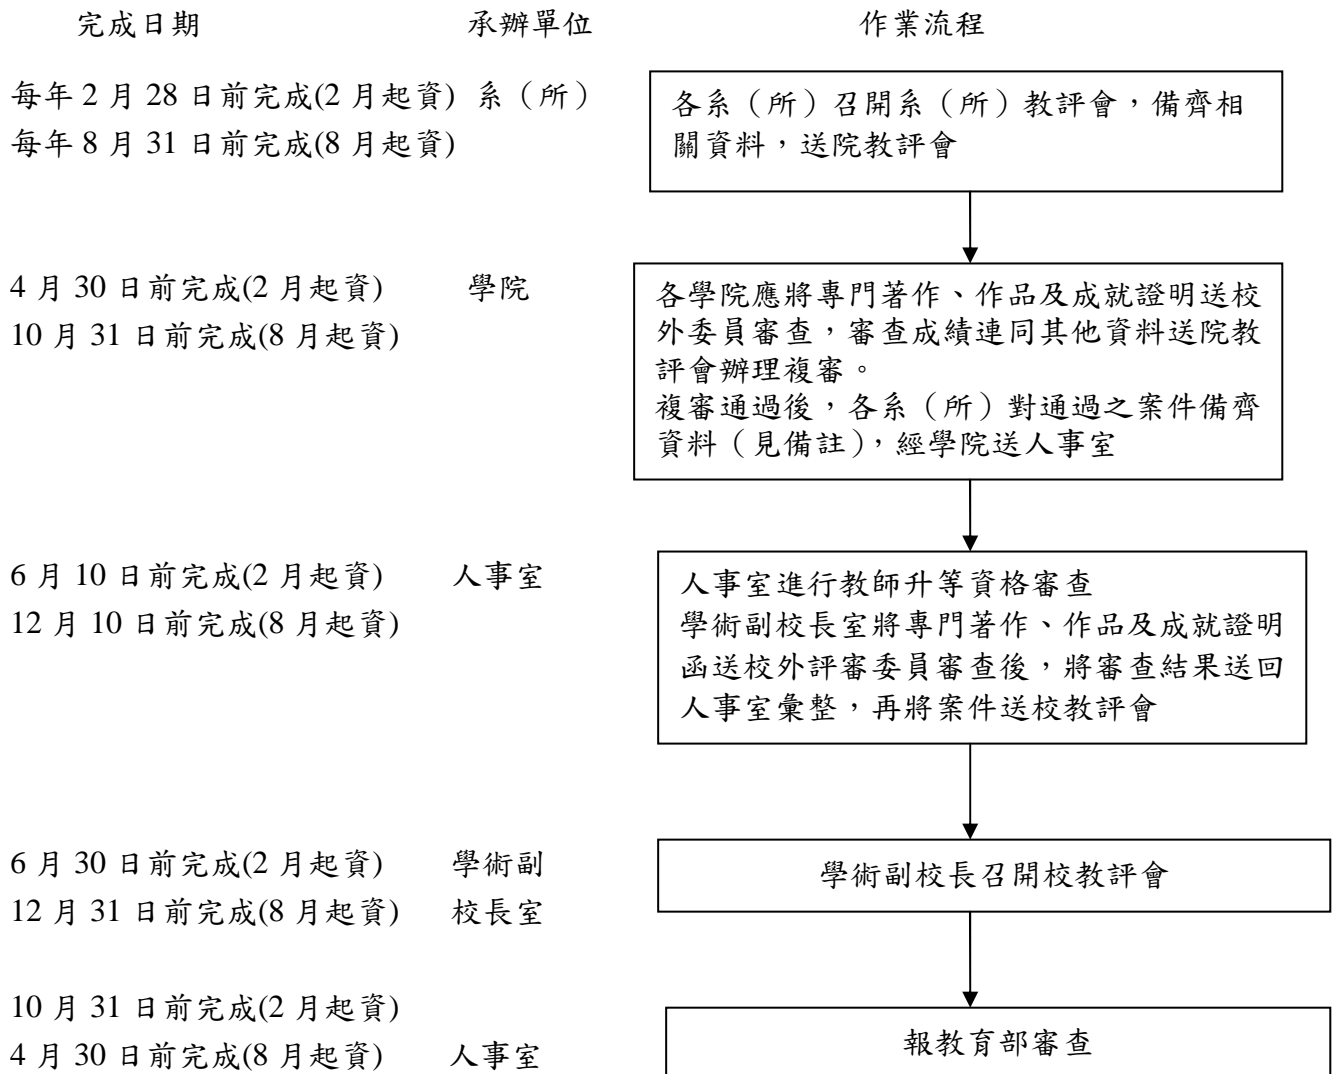 完成日期 承辦單位 作業流程
每年 2 月 28 日前完成(2 月起資) 系（所）
每年 8 月 31 日前完成(8 月起資)
各系（所）召開系（所）教評會，備齊相
關資料，送院教評會
4 月 30 日前完成(2 月起資) 學院
10 月 31 日前完成(8 月起資)
各學院應將專門著作、作品及成就證明送校
外委員審查，審查成績連同其他資料送院教
評會辦理複審。
複審通過後，各系（所）對通過之案件備齊
資料（見備註），經學院送人事室
6 月 10 日前完成(2 月起資) 人事室
12 月 10 日前完成(8 月起資)
人事室進行教師升等資格審查
學術副校長室將專門著作、作品及成就證明
函送校外評審委員審查後，將審查結果送回
人事室彙整，再將案件送校教評會
6 月 30 日前完成(2 月起資) 學術副
12 月 31 日前完成(8 月起資) 校長室
學術副校長召開校教評會
10 月 31 日前完成(2 月起資)
4 月 30 日前完成(8 月起資) 人事室
報教育部審查